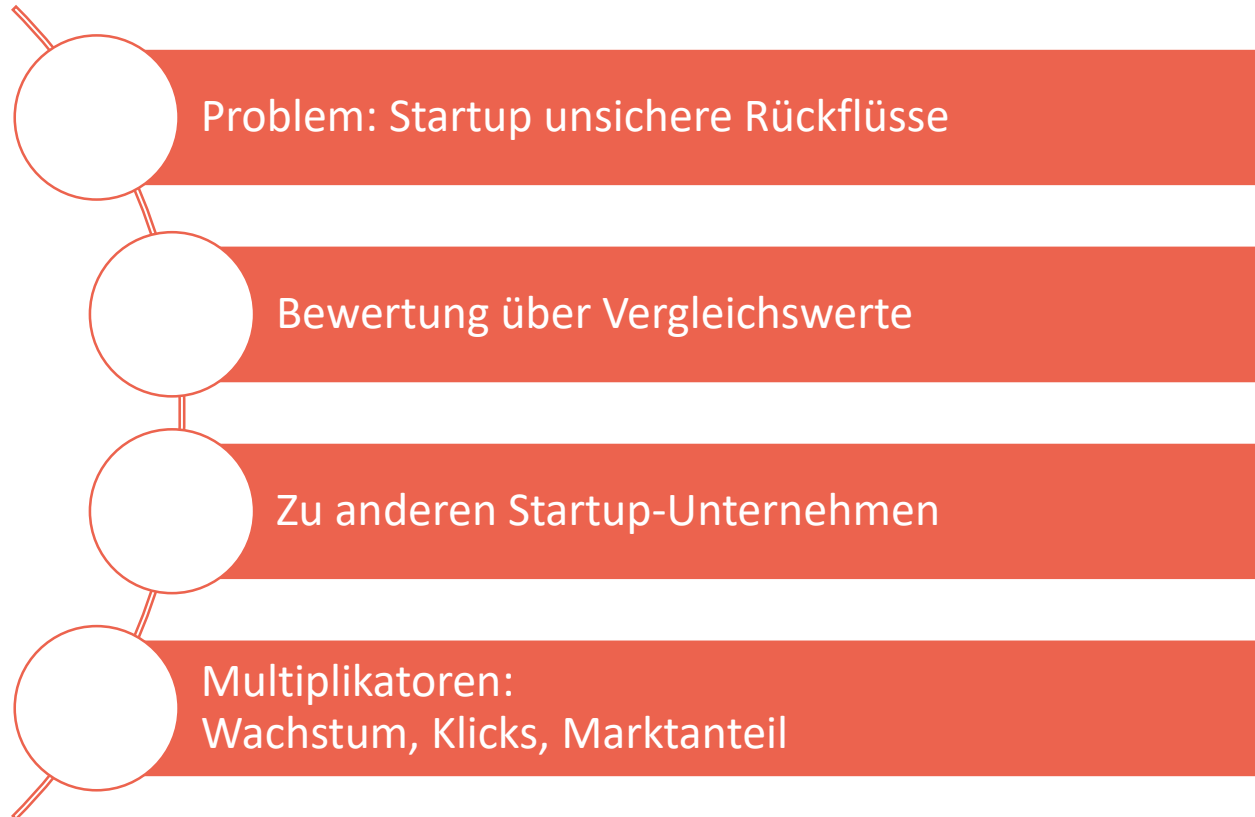 Problem: Startup unsichere Rückflüsse
Bewertung über Vergleichswerte
Zu anderen Startup-Unternehmen
Multiplikatoren:
Wachstum, Klicks, Marktanteil